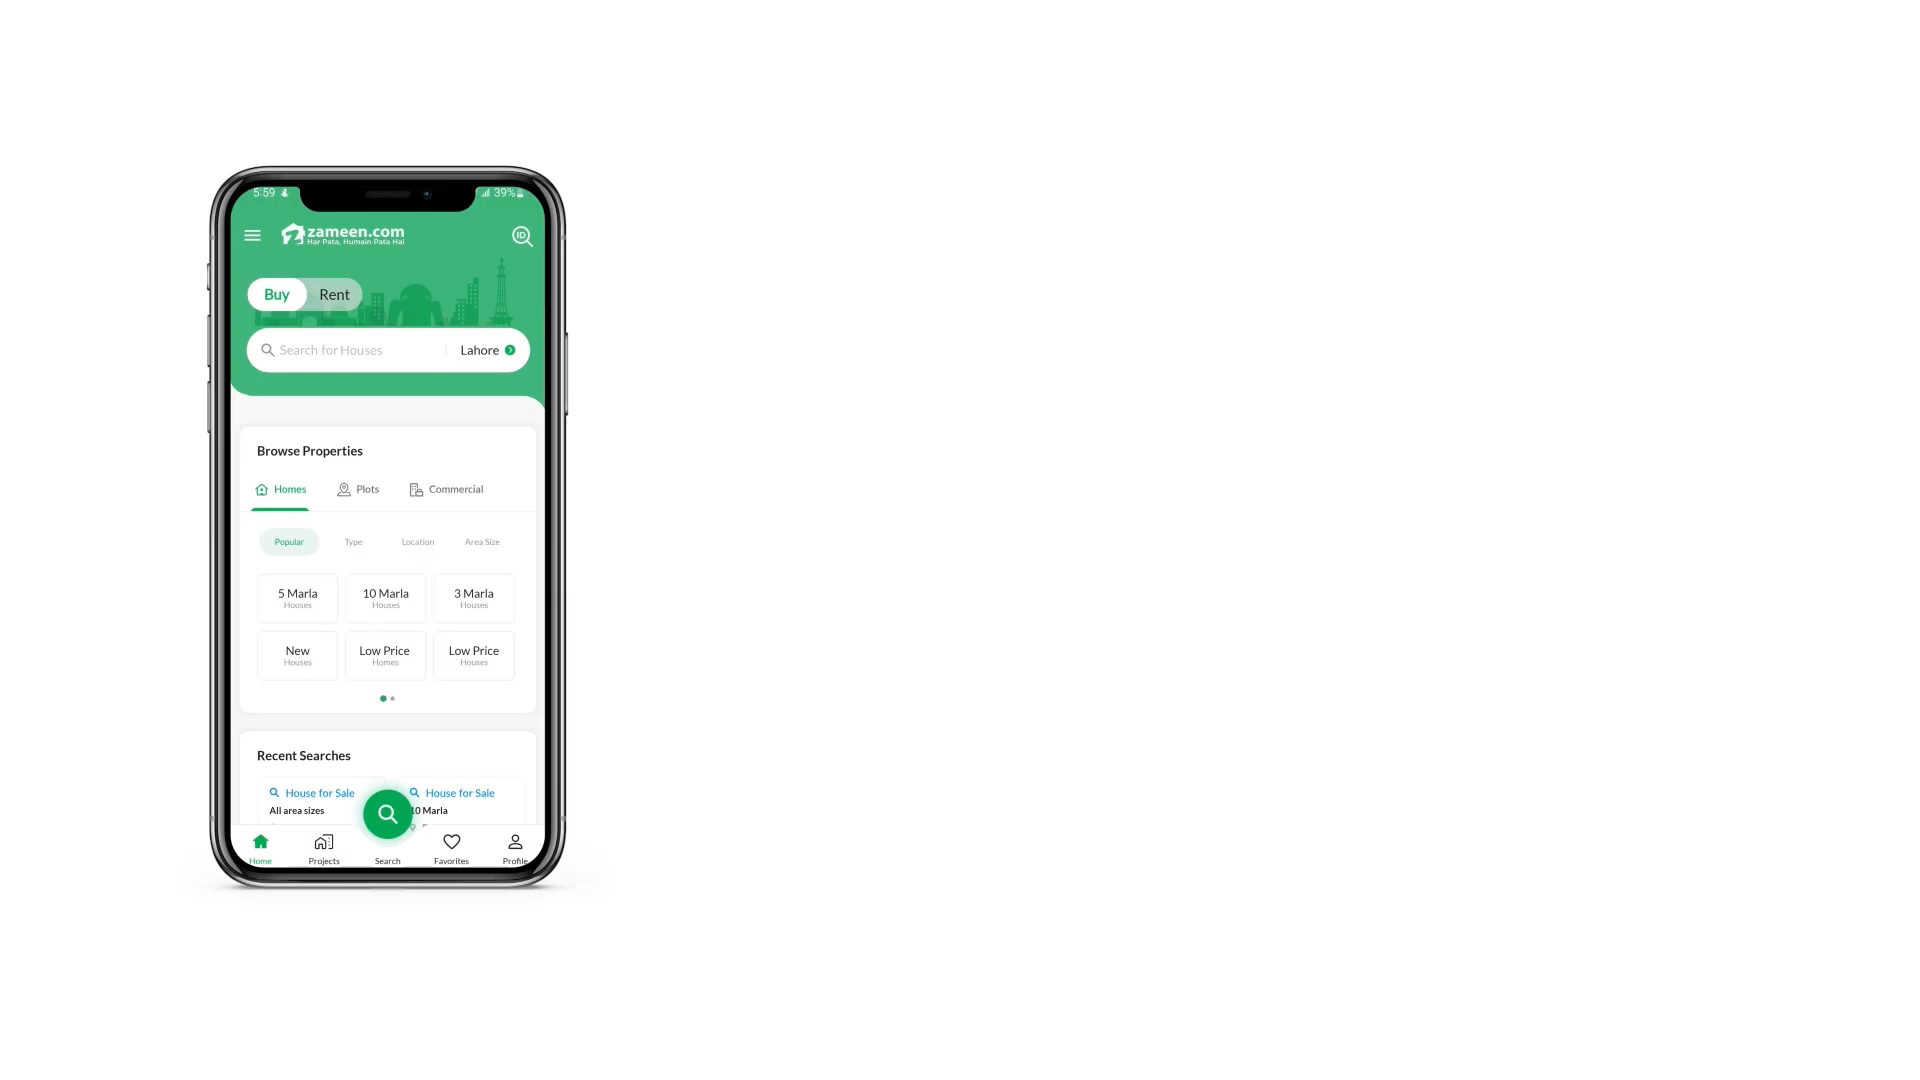 5:59
39%
zameen.com
Har Pata, Humain Pata Hai
ID
Buy Rent
Search for Houses Lahore
Browse Properties
Homes Plots Commercial
Popular Type Location Area Size
5 Marla 10 Marla 3 Marla
Houses Houses Houses
New Low Price Low Price
Houses Homes Houses
Recent Searches
House for Sale House for Sale
All area sizes 10 Marla
Home Projects Search Favorites Profile